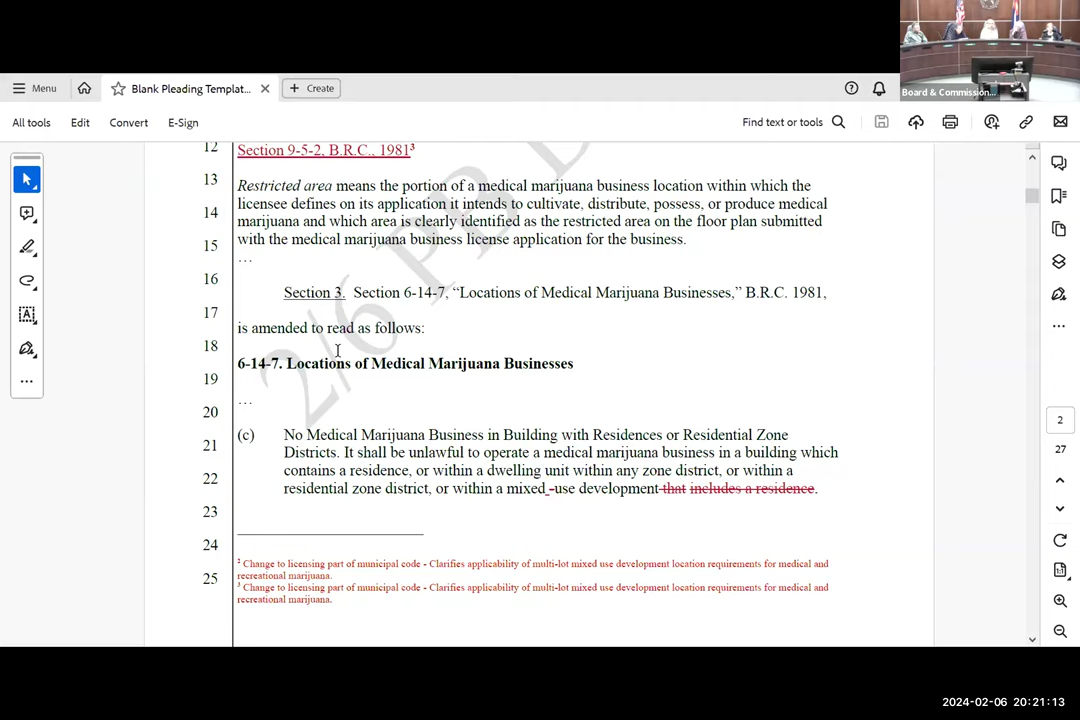 Menu
Blank Pleading Templat...
Create
Board & Commission...
All tools
Edit
Convert
E-Sign
Find text or tools
12
Section 9-5-2, B.R.C., 1981³
13
Restricted area means the portion of a medical marijuana business location within which the
licensee defines on its application it intends to cultivate, distribute, possess, or produce medical
14
marijuana and which area is clearly identified as the restricted area on the floor plan submitted
15
with the medical marijuana business license application for the business.
…
16
Section 3. Section 6-14-7, “Locations of Medical Marijuana Businesses,” B.R.C. 1981,
17
is amended to read as follows:
18
6-14-7. Locations of Medical Marijuana Businesses
19
…
20
(c) No Medical Marijuana Business in Building with Residences or Residential Zone
21
Districts. It shall be unlawful to operate a medical marijuana business in a building which
contains a residence, or within a dwelling unit within any zone district, or within a
22
residential zone district, or within a mixed -use development that includes a residence.
23
24
² Change to licensing part of municipal code - Clarifies applicability of multi-lot mixed use development location requirements for medical and
recreational marijuana.
25
³ Change to licensing part of municipal code - Clarifies applicability of multi-lot mixed use development location requirements for medical and
recreational marijuana.
2/6 PB
2
27
2024-02-06 20:21:13